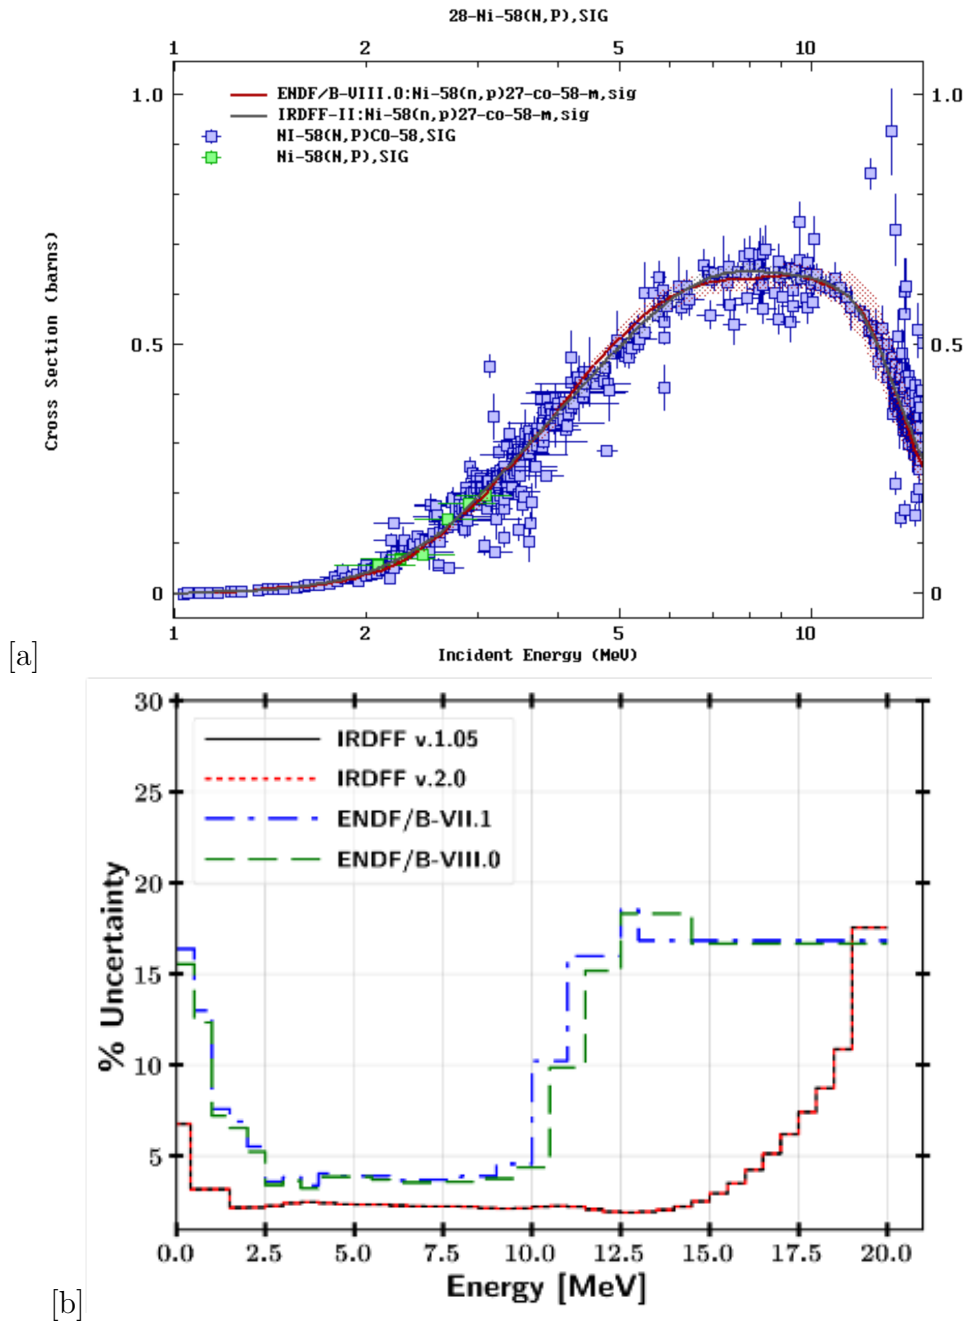 28-Ni-58(N,P),SIG
1 2 5 10
1.0 1.0
ENDF/B-VIII.0:Ni-58(n,p)27-co-58-m,sig
IRDFF-II:Ni-58(n,p)27-co-58-m,sig
NI-58(N,P)CO-58,SIG
Ni-58(N,P),SIG
Cross Section (barns)
0.5 0.5
0 0
1 2 5 10
Incident Energy (MeV)
[a]
30
IRDFF v.1.05
IRDFF v.2.0
ENDF/B-VII.1
ENDF/B-VIII.0
25
20
% Uncertainty
15
10
5
0.0 2.5 5.0 7.5 10.0 12.5 15.0 17.5 20.0
Energy [MeV]
[b]